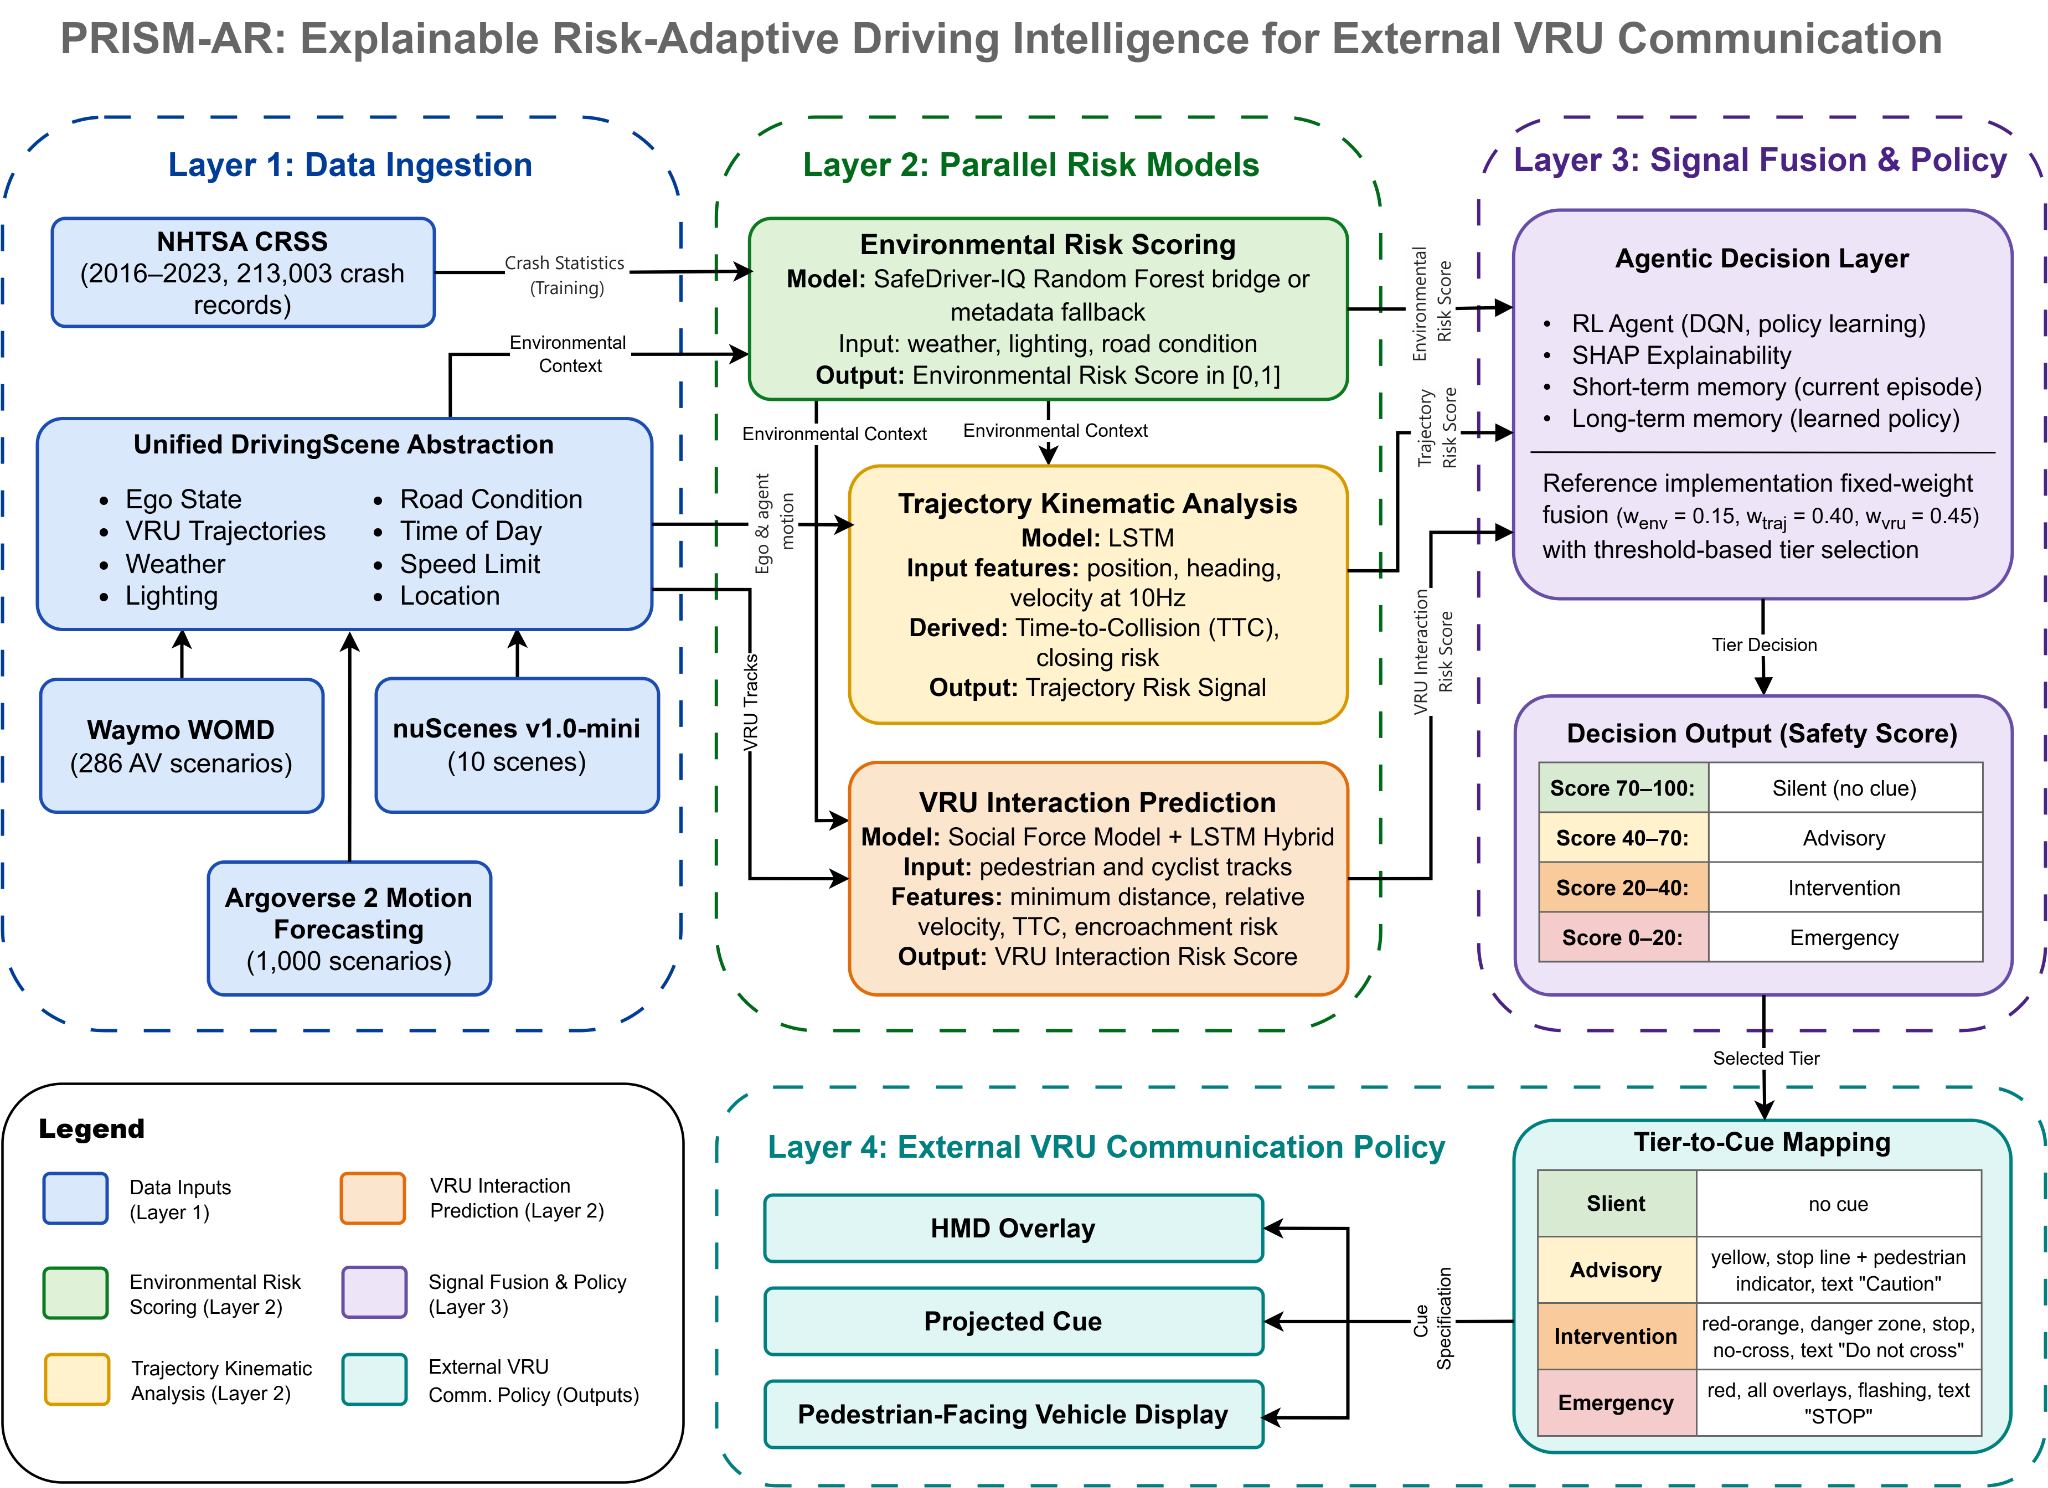 PRISM-AR: Explainable Risk-Adaptive Driving Intelligence for External VRU Communication
Layer 1: Data Ingestion
NHTSA CRSS
(2016–2023, 213,003 crash
records)
Crash Statistics
(Training)
Environmental
Context
Unified DrivingScene Abstraction
• Ego State
• VRU Trajectories
• Weather
• Lighting
• Road Condition
• Time of Day
• Speed Limit
• Location
Waymo WOMD
(286 AV scenarios)
nuScenes v1.0-mini
(10 scenes)
Argoverse 2 Motion
Forecasting
(1,000 scenarios)
Ego & agent
motion
VRU Tracks
Layer 2: Parallel Risk Models
Environmental Risk Scoring
Model: SafeDriver-IQ Random Forest bridge or
metadata fallback
Input: weather, lighting, road condition
Output: Environmental Risk Score in [0,1]
Environmental Context
Environmental Context
Trajectory Kinematic Analysis
Model: LSTM
Input features: position, heading,
velocity at 10Hz
Derived: Time-to-Collision (TTC),
closing risk
Output: Trajectory Risk Signal
VRU Interaction Prediction
Model: Social Force Model + LSTM Hybrid
Input: pedestrian and cyclist tracks
Features: minimum distance, relative
velocity, TTC, encroachment risk
Output: VRU Interaction Risk Score
Environmental
Risk Score
Trajectory
Risk Score
VRU Interaction
Risk Score
Layer 3: Signal Fusion & Policy
Agentic Decision Layer
• RL Agent (DQN, policy learning)
• SHAP Explainability
• Short-term memory (current episode)
• Long-term memory (learned policy)
Reference implementation fixed-weight
fusion (wenv = 0.15, wtraj = 0.40, wvru = 0.45)
with threshold-based tier selection
Tier Decision
Decision Output (Safety Score)
Score 70–100: Silent (no clue)
Score 40–70: Advisory
Score 20–40: Intervention
Score 0–20: Emergency
Selected Tier
Legend
Data Inputs
(Layer 1)
VRU Interaction
Prediction (Layer 2)
Environmental Risk
Scoring (Layer 2)
Signal Fusion & Policy
(Layer 3)
Trajectory Kinematic
Analysis (Layer 2)
External VRU
Comm. Policy (Outputs)
Layer 4: External VRU Communication Policy
HMD Overlay
Projected Cue
Pedestrian-Facing Vehicle Display
Cue
Specification
Tier-to-Cue Mapping
Slient no cue
Advisory yellow, stop line + pedestrian
indicator, text "Caution"
Intervention red-orange, danger zone, stop,
no-cross, text "Do not cross"
Emergency red, all overlays, flashing, text
"STOP"